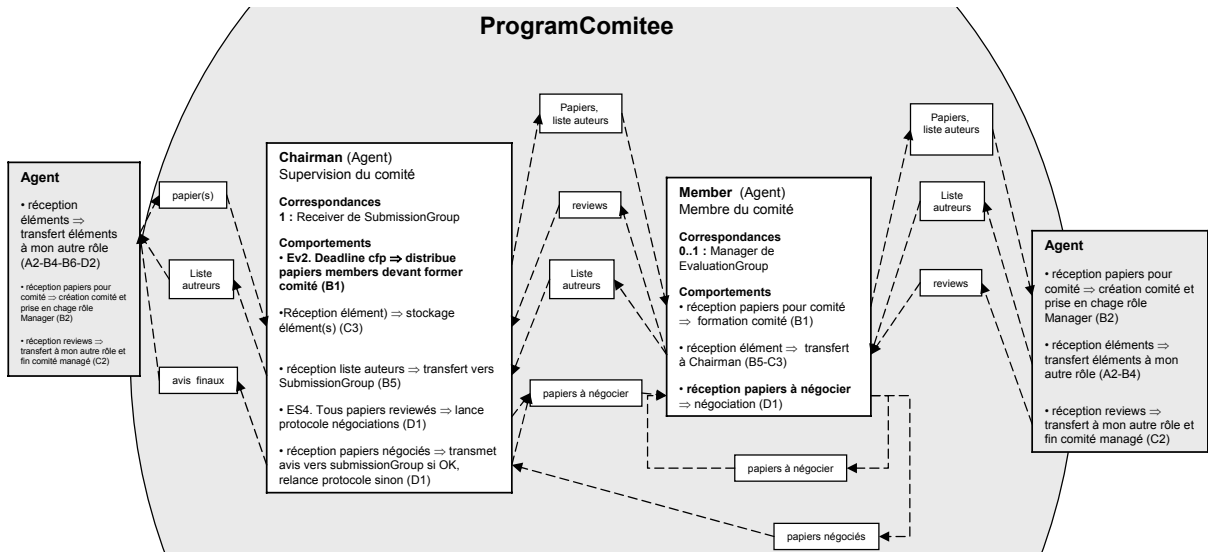 ProgramComitee
Agent
• réception
éléments ⇒
transfert éléments
à mon autre rôle
(A2-B4-B6-D2)
• réception papiers pour
comité ⇒ création comité et
prise en chage rôle
Manager (B2)
• réception reviews ⇒
transfert à mon autre rôle et
fin comité managé (C2)
papier(s)
Liste
autreurs
avis finaux
Chairman (Agent)
Supervision du comité
Correspondances
1 : Receiver de SubmissionGroup
Comportements
• Ev2. Deadline cfp ⇒ distribue
papiers members devant former
comité (B1)
•Réception élément) ⇒ stockage
élément(s) (C3)
• réception liste auteurs ⇒ transfert vers
SubmissionGroup (B5)
• ES4. Tous papiers reviewés ⇒ lance
protocole négociations (D1)
• réception papiers négociés ⇒ transmet
avis vers submissionGroup si OK,
relance protocole sinon (D1)
Papiers,
liste auteurs
reviews
Liste
autreurs
papiers à négocier
Member (Agent)
Membre du comité
Correspondances
0..1 : Manager de
EvaluationGroup
Comportements
• réception papiers pour comité
⇒ formation comité (B1)
• réception élément ⇒ transfert
à Chairman (B5-C3)
• réception papiers à négocier
⇒ négociation (D1)
papiers à négocier
papiers négociés
Papiers,
liste auteurs
Liste
autreurs
reviews
Agent
• réception papiers pour
comité ⇒ création comité et
prise en chage rôle
Manager (B2)
• réception éléments ⇒
transfert éléments à mon
autre rôle (A2-B4)
• réception reviews ⇒
transfert à mon autre rôle et
fin comité managé (C2)